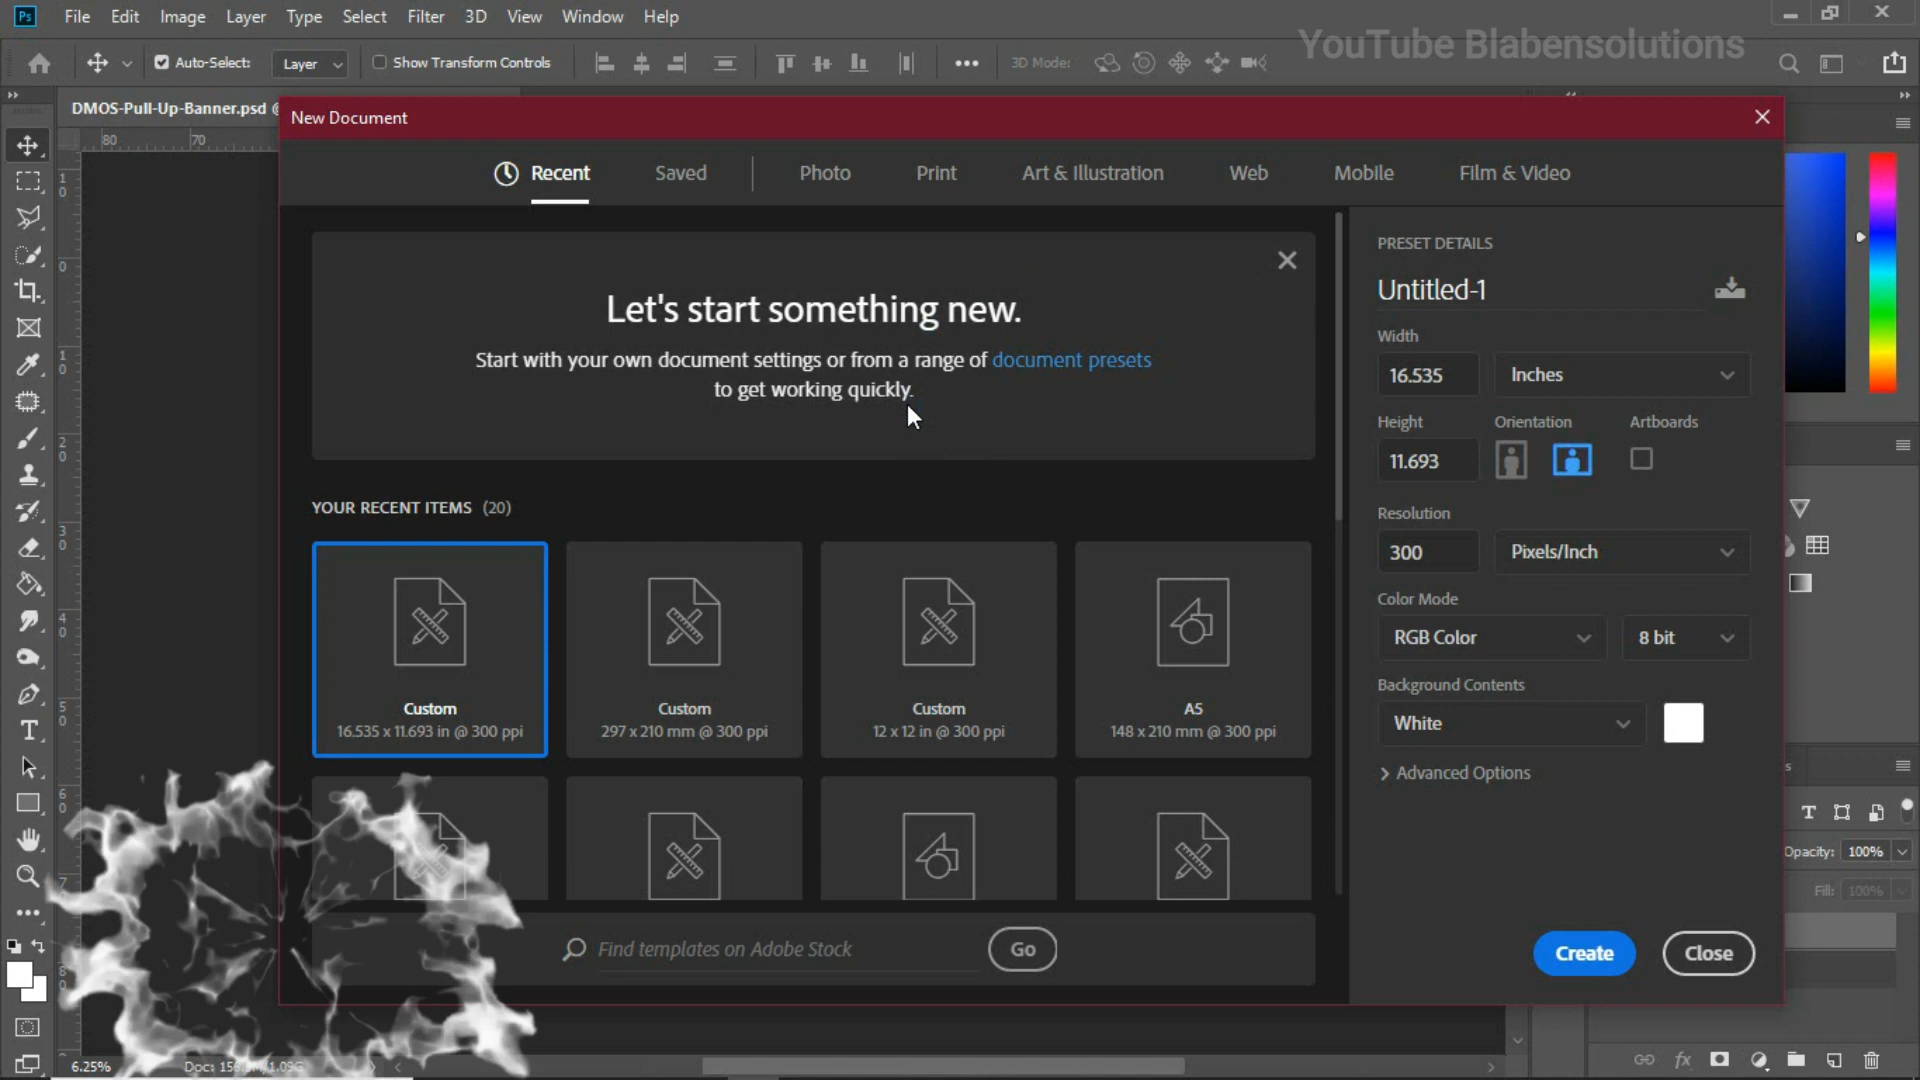 Ps File Edit Image Layer Type Select Filter 3D View Window Help
Auto-Select: Layer Show Transform Controls 3D Mode:
YouTube Blabensolutions
DMOS-Pull-Up-Banner.psd @
New Document
80 70
Recent Saved Photo Print Art & Illustration Web Mobile Film & Video
Let's start something new.
Start with your own document settings or from a range of document presets
to get working quickly.
YOUR RECENT ITEMS (20)
Custom
16.535 x 11.693 in @ 300 ppi
Custom
297 x 210 mm @ 300 ppi
Custom
12 x 12 in @ 300 ppi
A5
148 x 210 mm @ 300 ppi
Find templates on Adobe Stock Go
PRESET DETAILS
Untitled-1
Width
16.535 Inches
Height Orientation Artboards
11.693
Resolution
300 Pixels/Inch
Color Mode
RGB Color 8 bit
Background Contents
White
Advanced Options
Create Close
Opacity: 100%
Fill: 100%
6.25% Doc: